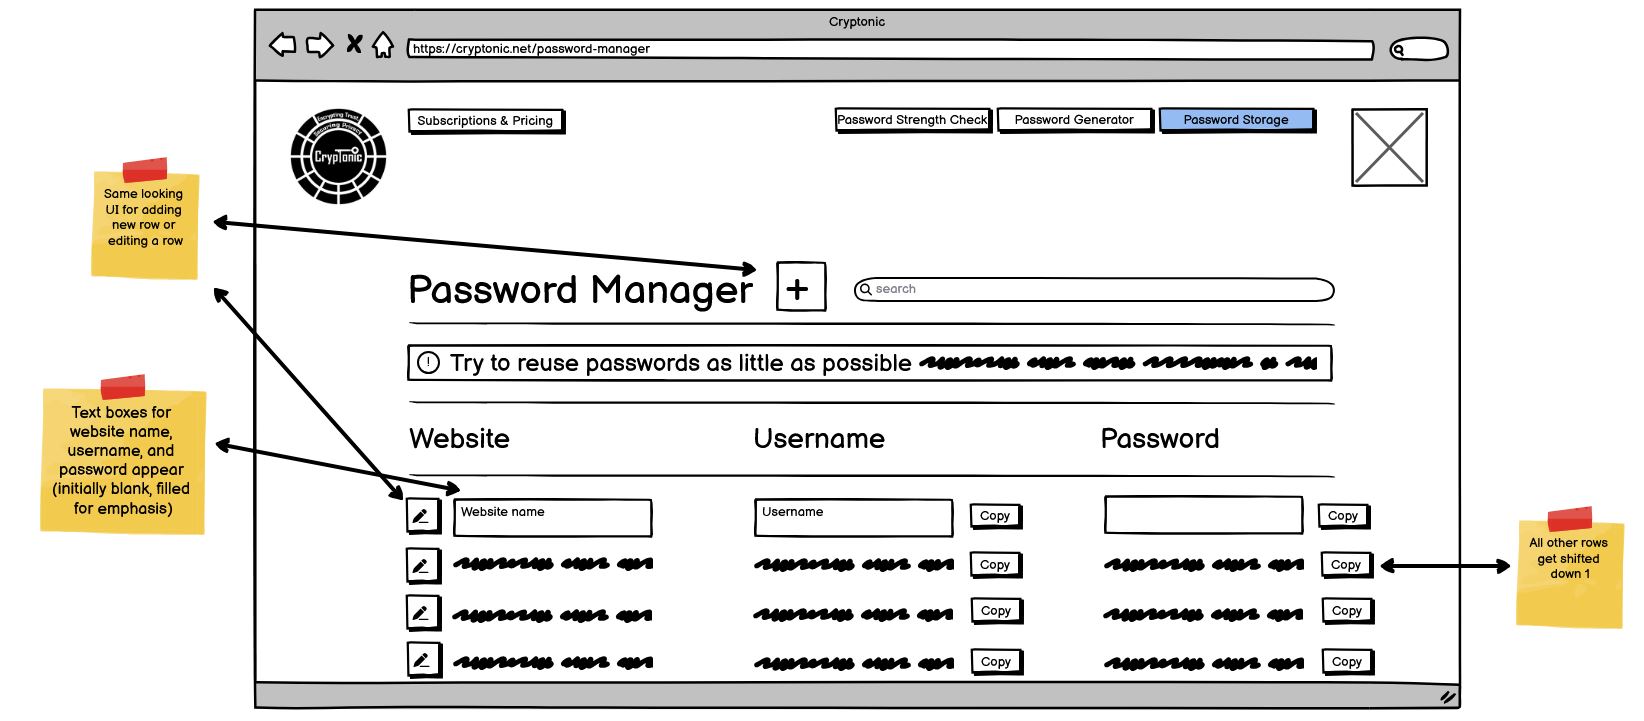 Cryptonic
https://cryptonic.net/password-manager
Encrypting Trust,
Securing Privacy
CrypTonic
Subscriptions & Pricing
Password Strength Check
Password Generator
Password Storage
Same looking
UI for adding
new row or
editing a row
Password Manager
+
search
! Try to reuse passwords as little as possible
Text boxes for
website name,
username, and
password appear
(initially blank, filled
for emphasis)
Website
Username
Password
Website name
Username
Copy
Copy
Copy
Copy
Copy
Copy
Copy
Copy
All other rows
get shifted
down 1